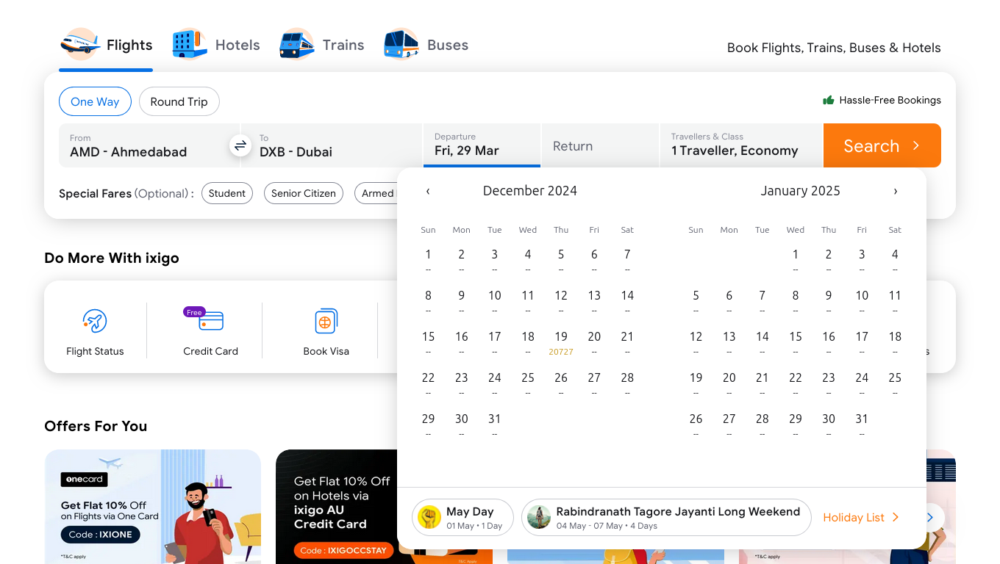 Flights
Hotels
Trains
Buses
Book Flights, Trains, Buses & Hotels
One Way
Round Trip
Hassle-Free Bookings
From
AMD - Ahmedabad
To
DXB - Dubai
Departure
Fri, 29 Mar
Return
Travellers & Class
1 Traveller, Economy
Search
Special Fares (Optional) :
Student
Senior Citizen
Armed
‹ December 2024
January 2025 ›
Sun Mon Tue Wed Thu Fri Sat
1 2 3 4 5 6 7
-- -- -- -- -- -- --
8 9 10 11 12 13 14
-- -- -- -- -- -- --
15 16 17 18 19 20 21
-- -- -- -- 20727 -- --
22 23 24 25 26 27 28
-- -- -- -- -- -- --
29 30 31
-- -- --
Sun Mon Tue Wed Thu Fri Sat
1 2 3 4
-- -- -- --
5 6 7 8 9 10 11
-- -- -- -- -- -- --
12 13 14 15 16 17 18
-- -- -- -- -- -- --
19 20 21 22 23 24 25
-- -- -- -- -- -- --
26 27 28 29 30 31
-- -- -- -- -- --
May Day
01 May • 1 Day
Rabindranath Tagore Jayanti Long Weekend
04 May - 07 May • 4 Days
Holiday List
Do More With ixigo
Flight Status
Free
Credit Card
Book Visa
s
Offers For You
onecard
Get Flat 10% Off
on Flights via One Card
Code : IXIONE
*T&C apply
Get Flat 10% Off
on Hotels via
ixigo AU
Credit Card
Code : IXIGOCCSTAY
T&C Apply
*T&C apply